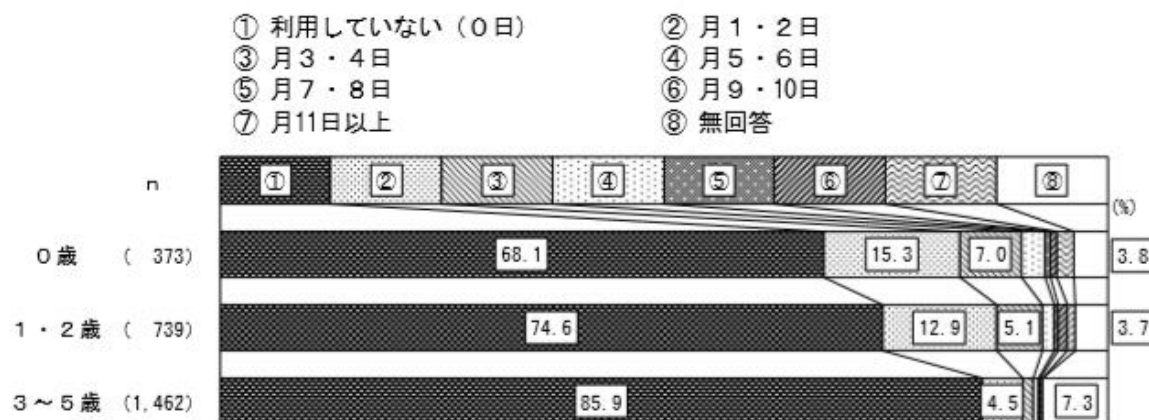 ① 利用していない（０日） ② 月１・２日
③ 月３・４日 ④ 月５・６日
⑤ 月７・８日 ⑥ 月９・10日
⑦ 月11日以上 ⑧ 無回答
n ① ② ③ ④ ⑤ ⑥ ⑦ ⑧
(%)
０歳 ( 373) 68.1 15.3 7.0 3.8
１・２歳 ( 739) 74.6 12.9 5.1 3.7
３～５歳 (1,462) 85.9 4.5 7.3